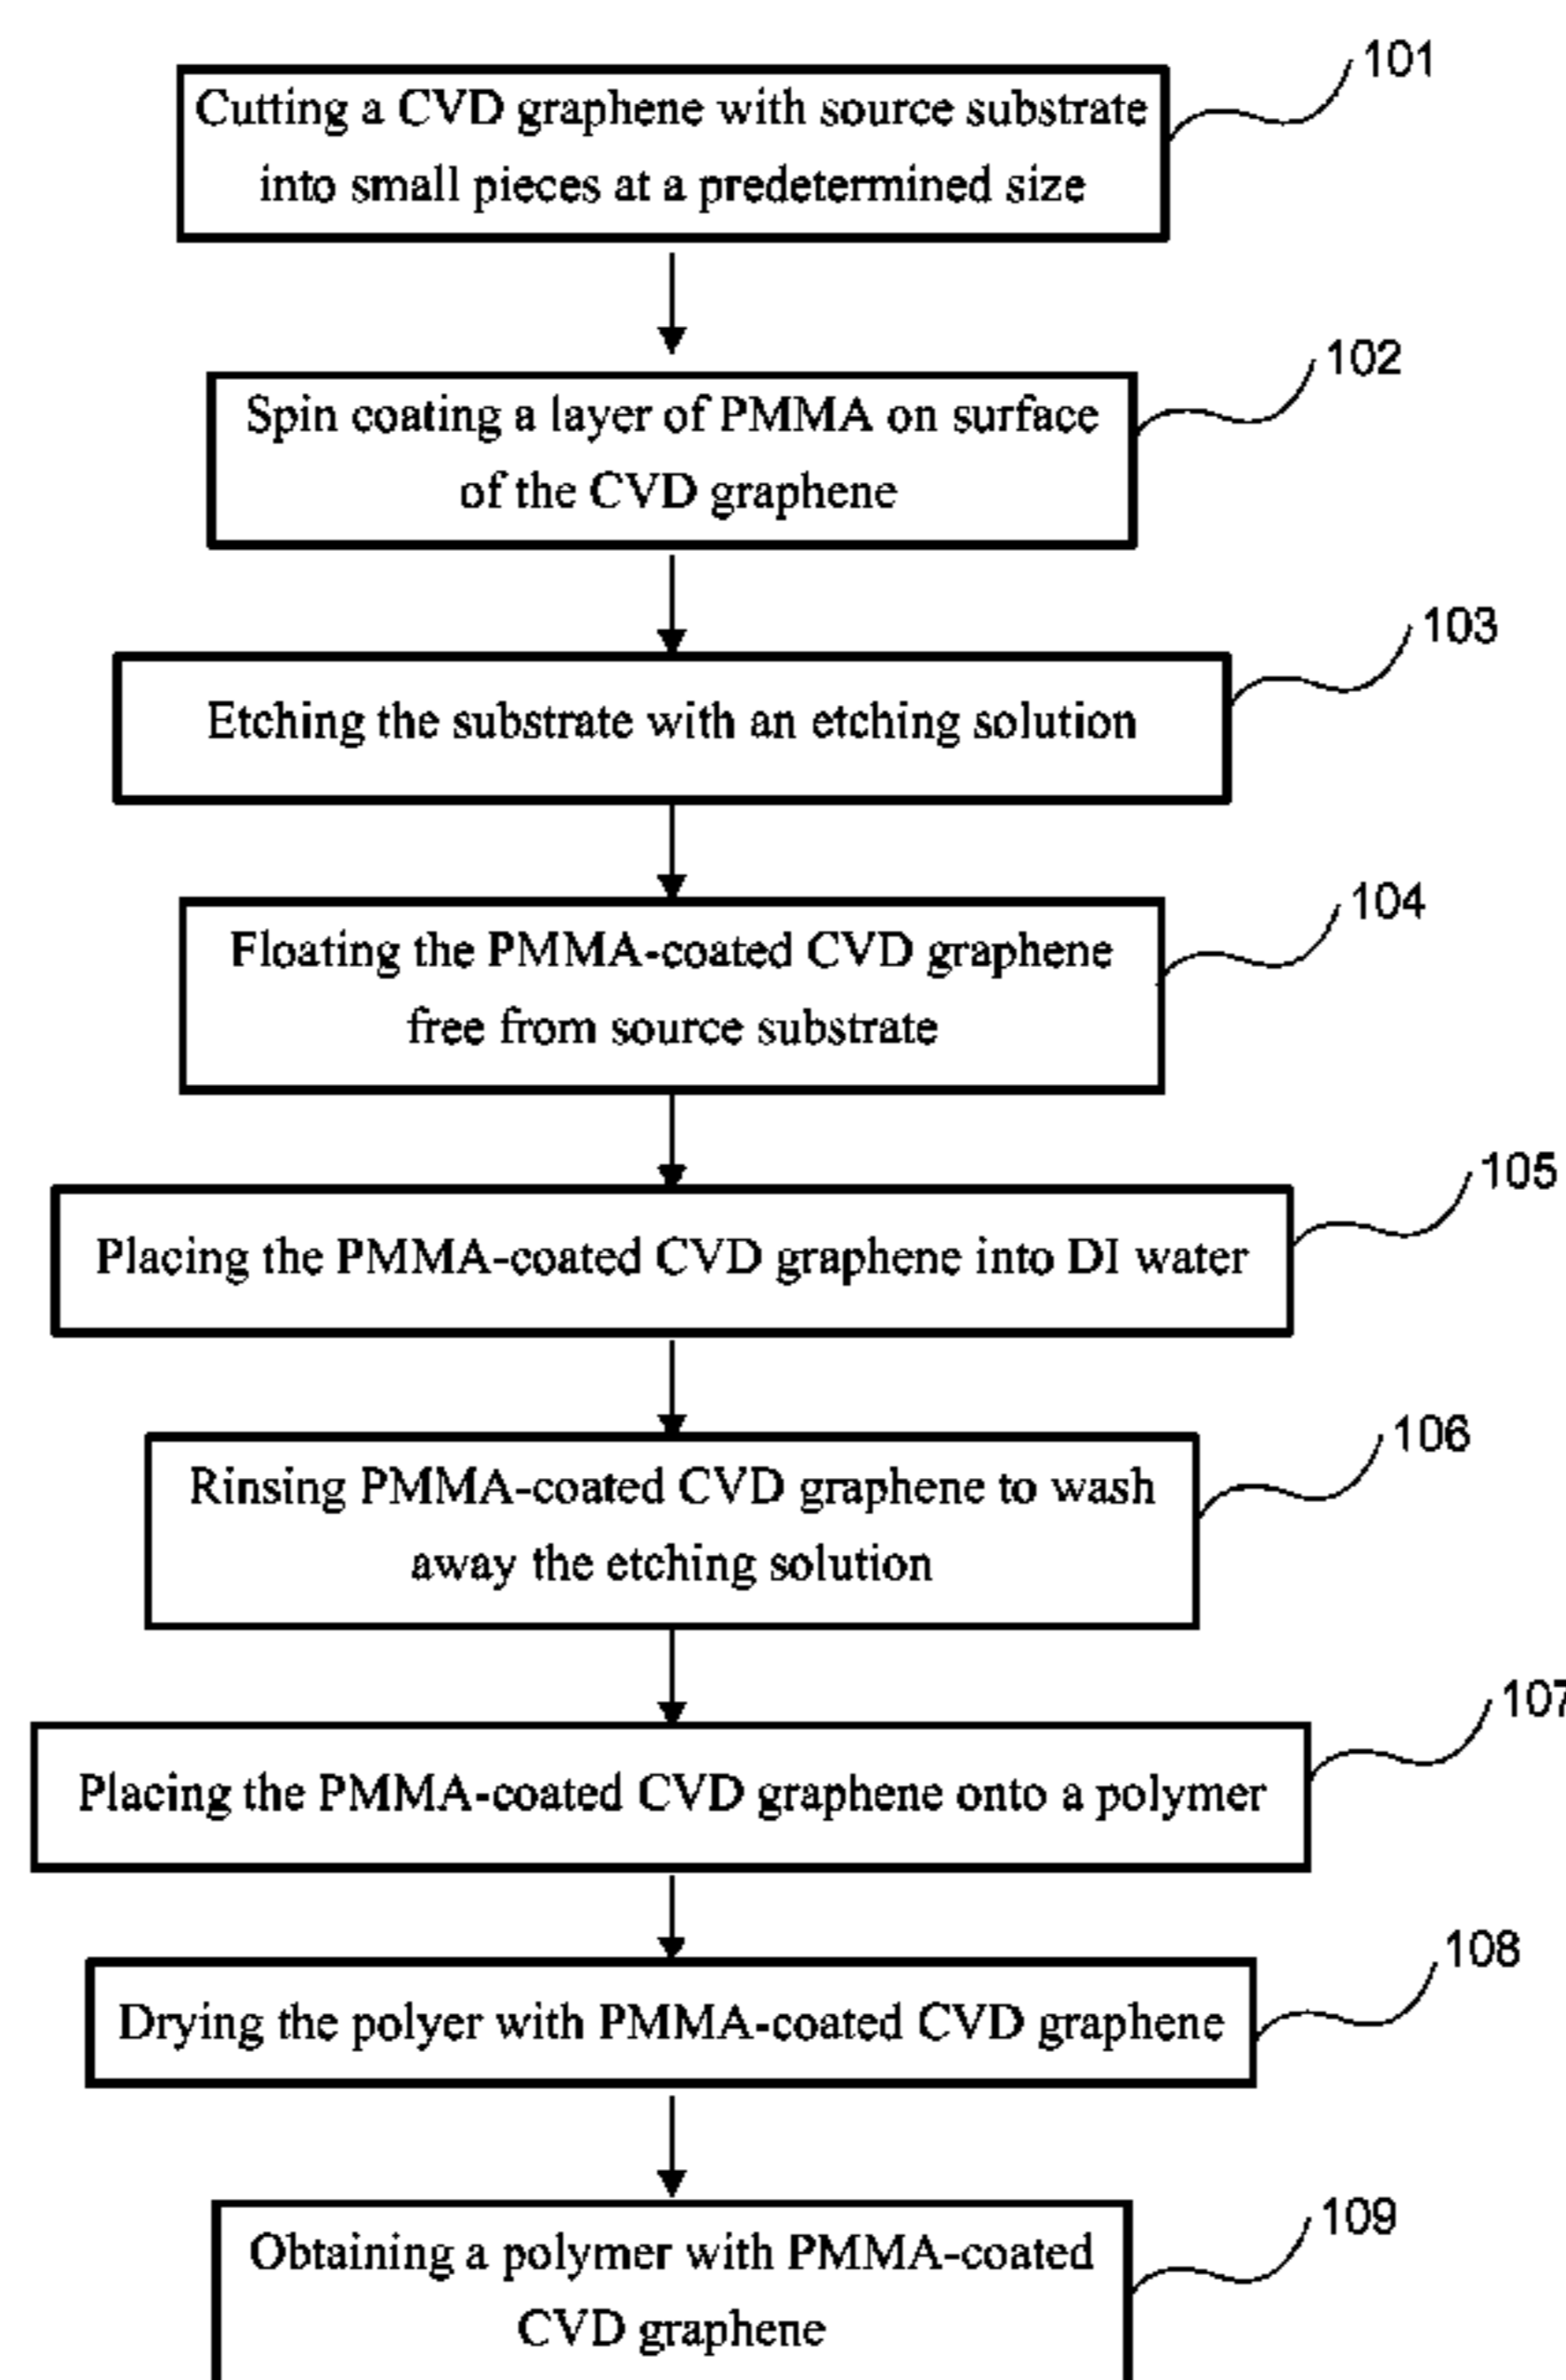 101
Cutting a CVD graphene with source substrate
into small pieces at a predetermined size
102
Spin coating a layer of PMMA on surface
of the CVD graphene
103
Etching the substrate with an etching solution
104
Floating the PMMA-coated CVD graphene
free from source substrate
105
Placing the PMMA-coated CVD graphene into DI water
106
Rinsing PMMA-coated CVD graphene to wash
away the etching solution
107
Placing the PMMA-coated CVD graphene onto a polymer
108
Drying the polyer with PMMA-coated CVD graphene
109
Obtaining a polymer with PMMA-coated
CVD graphene